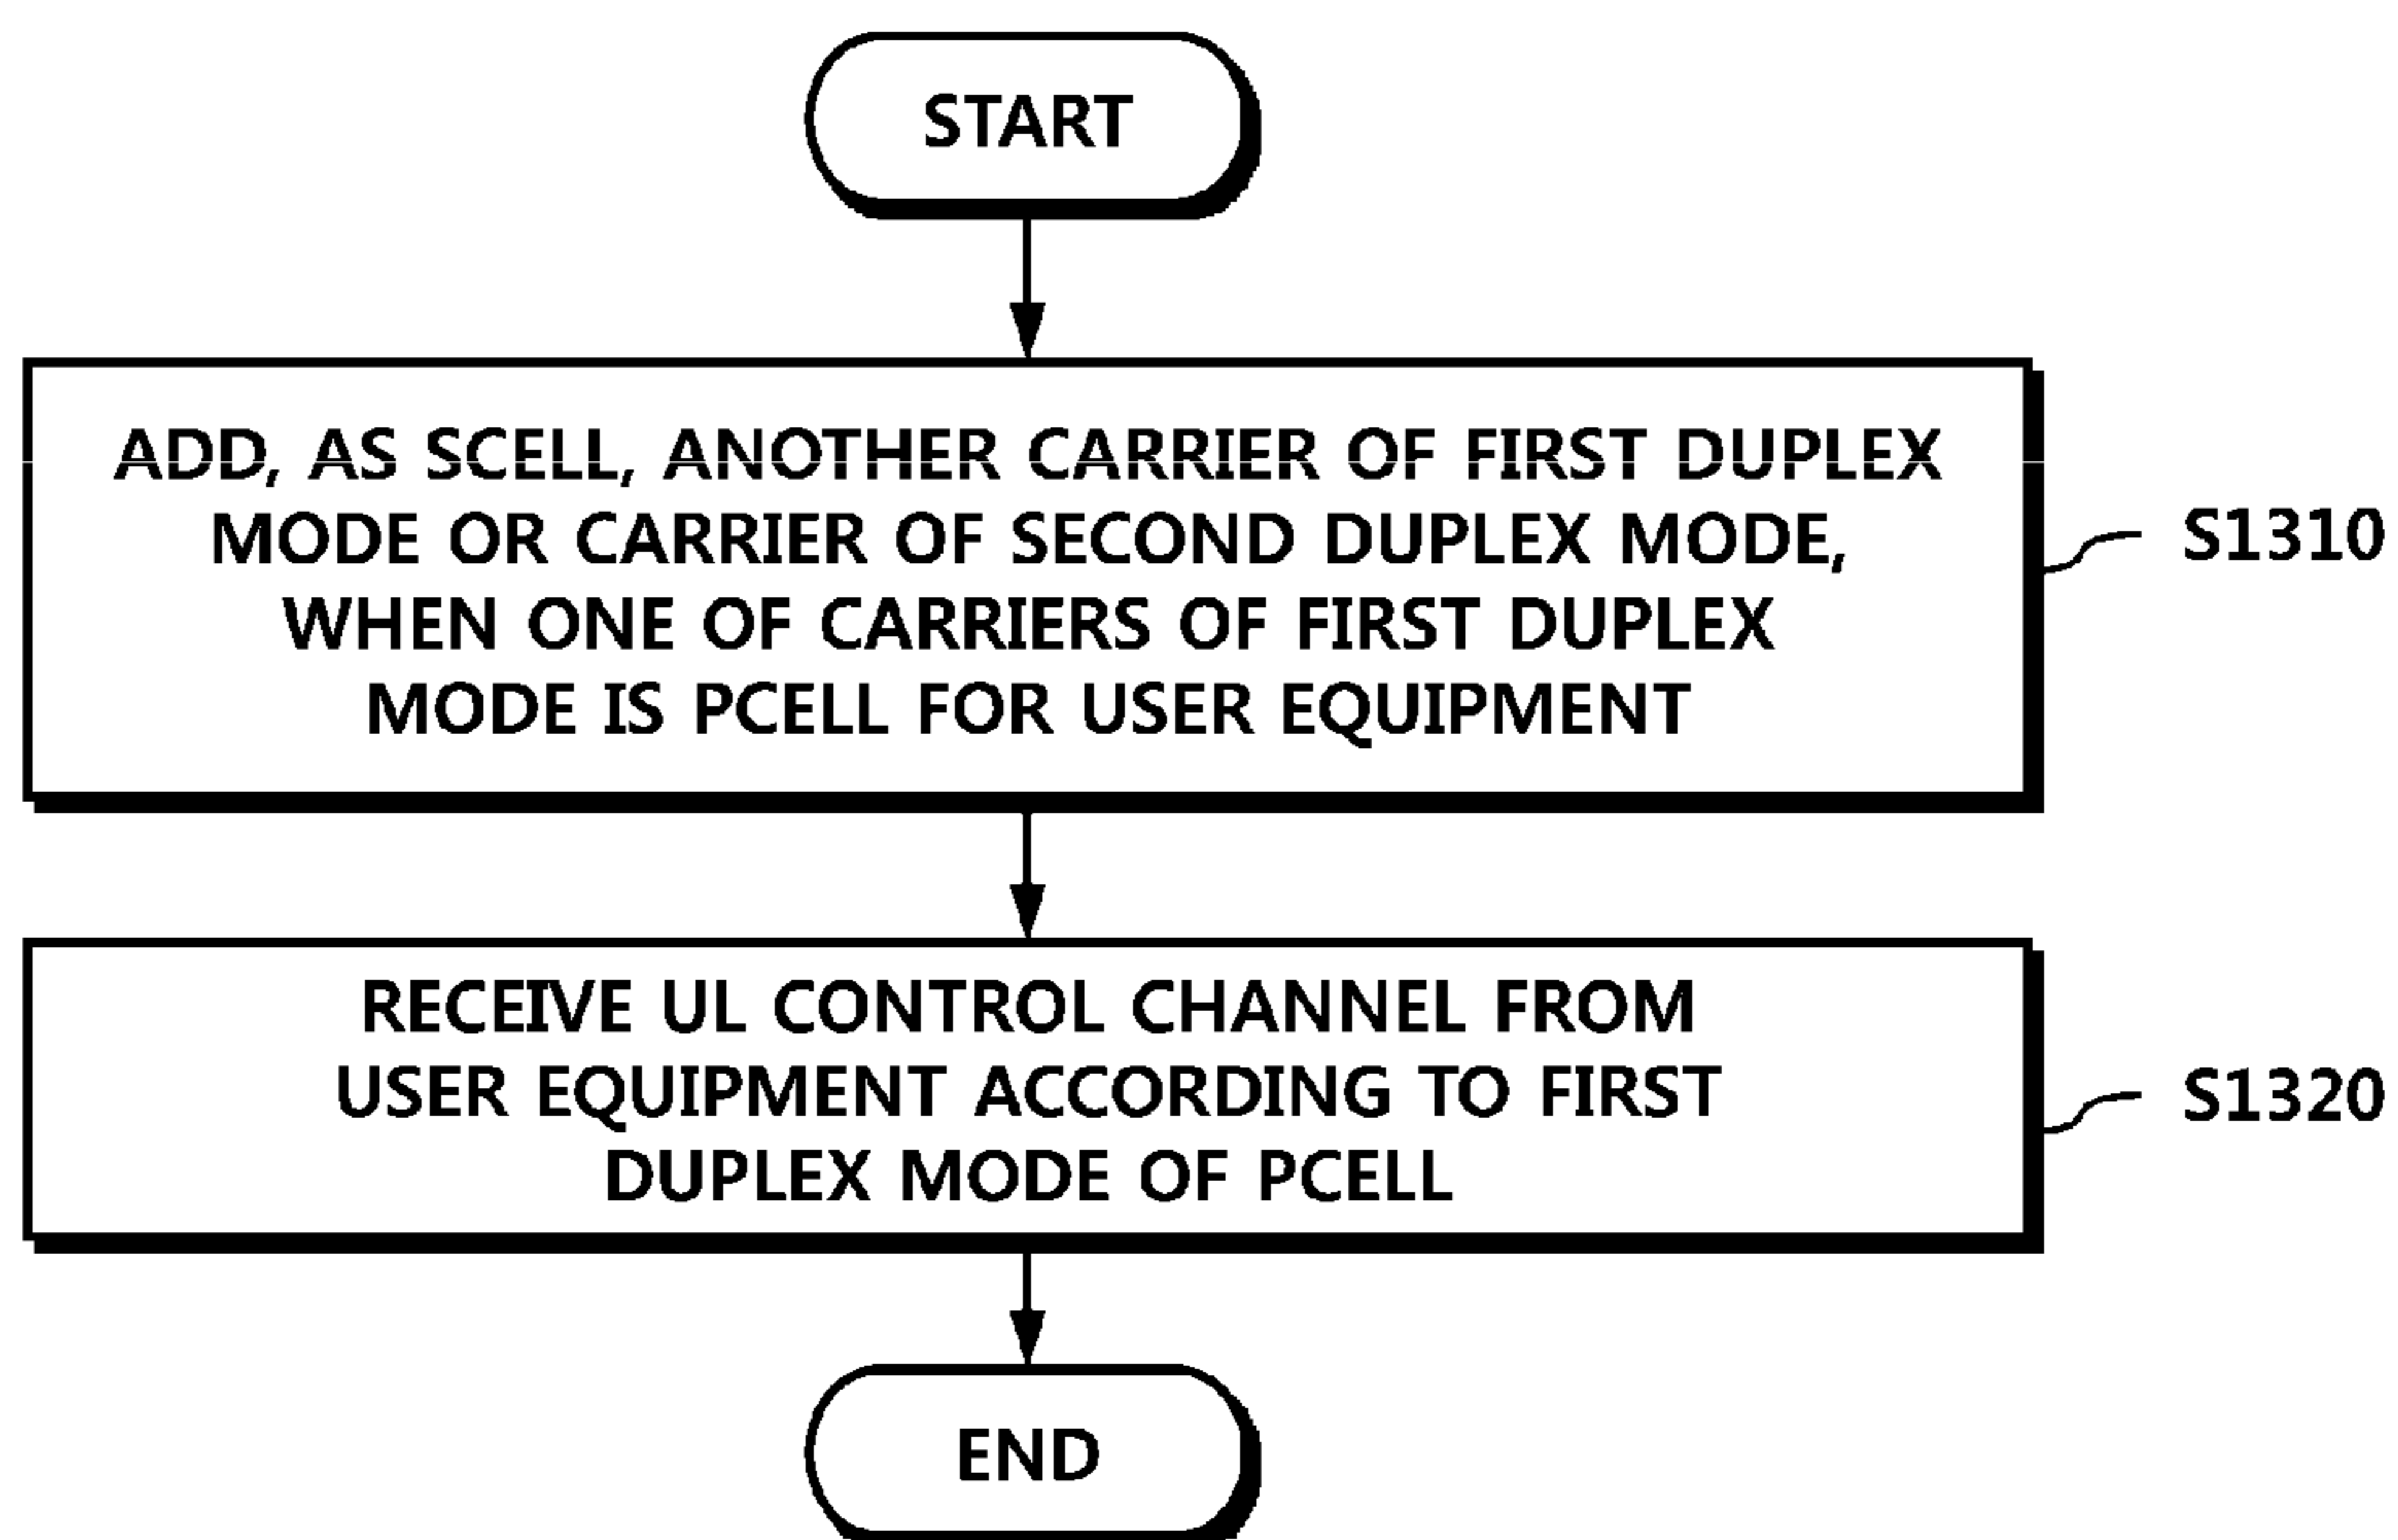 START
ADD, AS SCELL, ANOTHER CARRIER OF FIRST DUPLEX
MODE OR CARRIER OF SECOND DUPLEX MODE,
WHEN ONE OF CARRIERS OF FIRST DUPLEX
MODE IS PCELL FOR USER EQUIPMENT
S1310
RECEIVE UL CONTROL CHANNEL FROM
USER EQUIPMENT ACCORDING TO FIRST
DUPLEX MODE OF PCELL
S1320
END